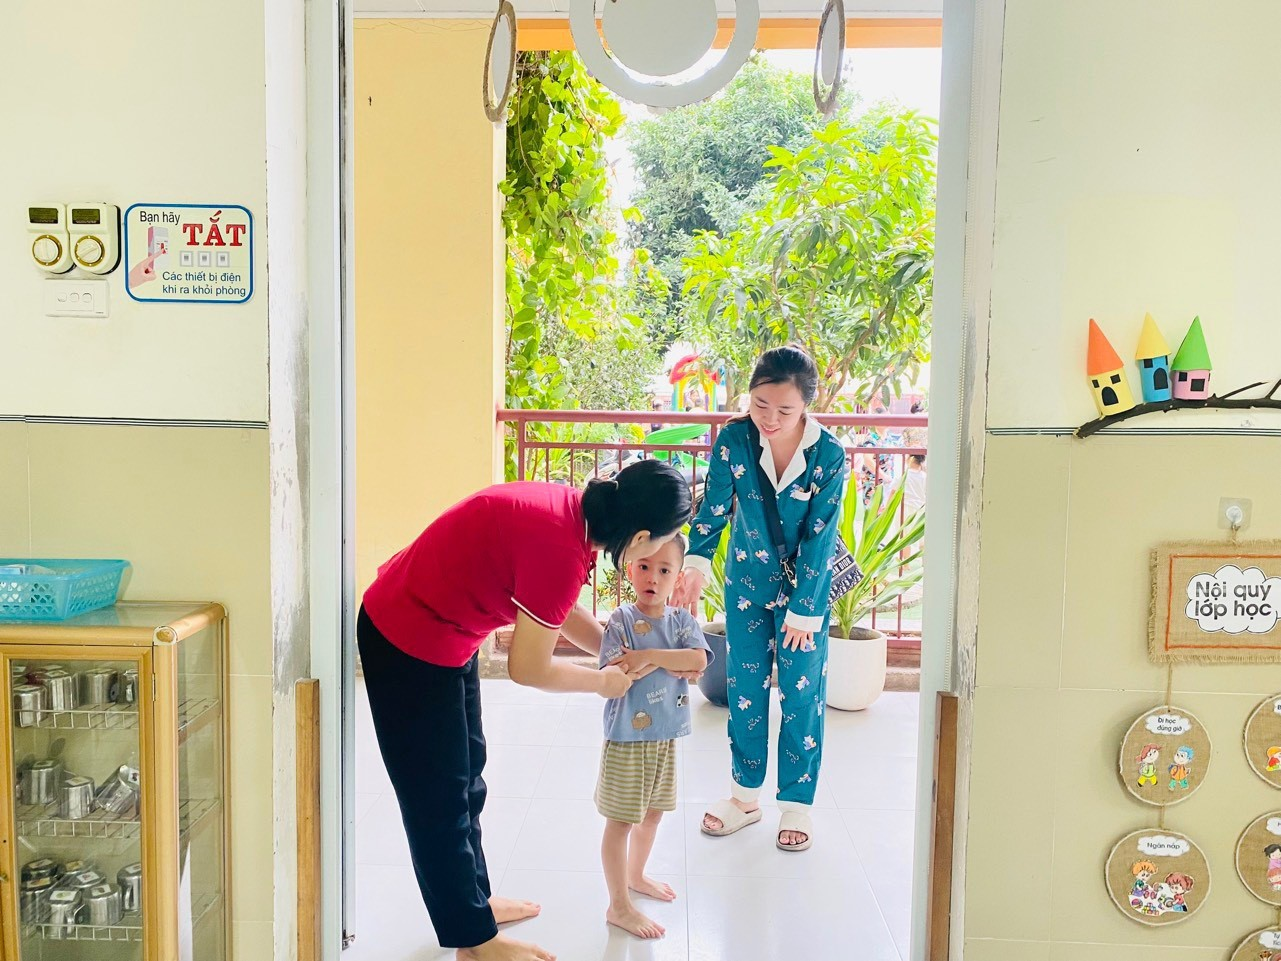 Bạn hãy
TẮT
Các thiết bị điện
khi ra khỏi phòng
Nội quy
lớp học
Đi học
đúng giờ
Ngăn nắp
BEARS